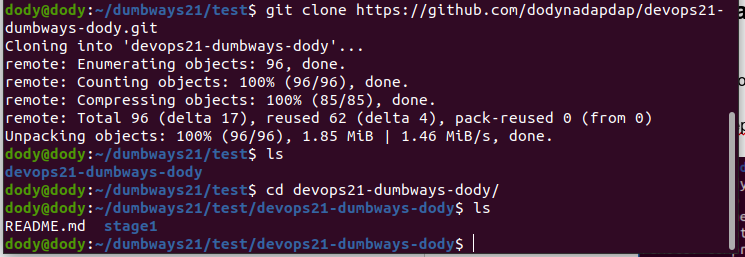 dody@dody:~/dumbways21/test$ git clone https://github.com/dodynadapdap/devops21-
dumbways-dody.git
Cloning into 'devops21-dumbways-dody'...
remote: Enumerating objects: 96, done.
remote: Counting objects: 100% (96/96), done.
remote: Compressing objects: 100% (85/85), done.
remote: Total 96 (delta 17), reused 62 (delta 4), pack-reused 0 (from 0)
Unpacking objects: 100% (96/96), 1.85 MiB | 1.46 MiB/s, done.
dody@dody:~/dumbways21/test$ ls
devops21-dumbways-dody
dody@dody:~/dumbways21/test$ cd devops21-dumbways-dody/
dody@dody:~/dumbways21/test/devops21-dumbways-dody$ ls
README.md  stage1
dody@dody:~/dumbways21/test/devops21-dumbways-dody$